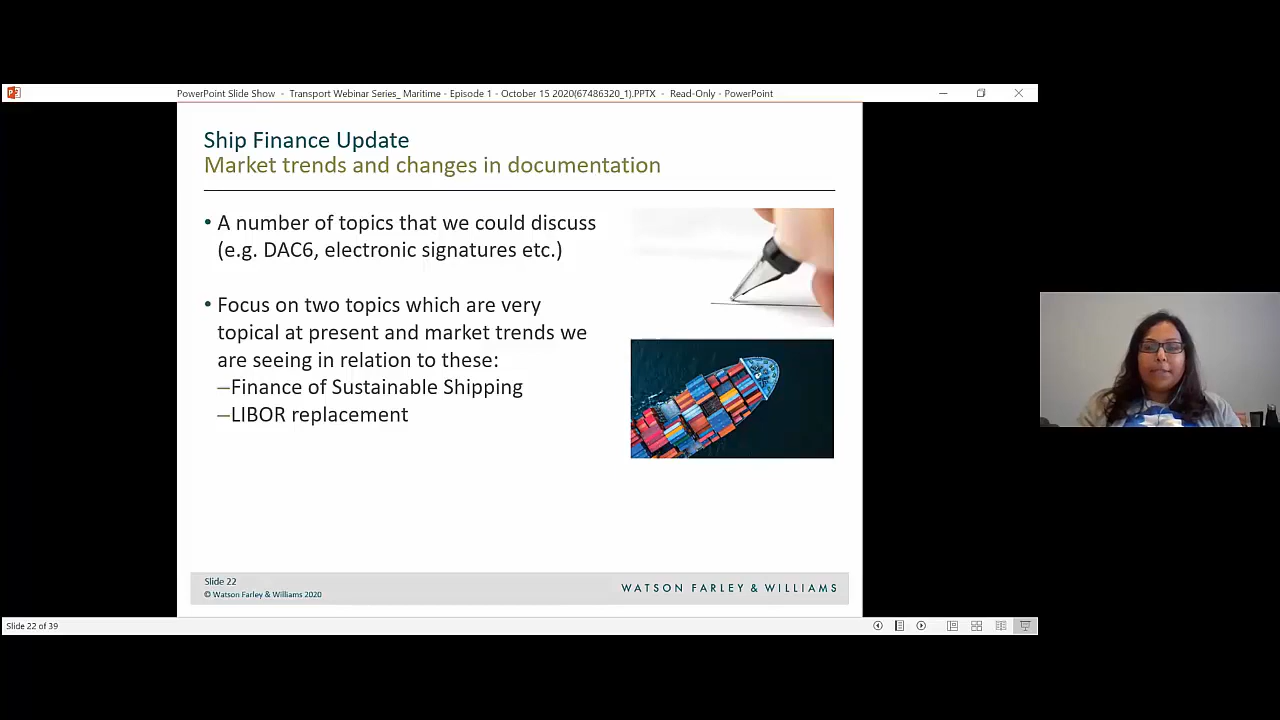 PowerPoint Slide Show - Transport Webinar Series_ Maritime - Episode 1 - October 15 2020(67486320_1).PPTX - Read-Only - PowerPoint
Ship Finance Update
Market trends and changes in documentation
• A number of topics that we could discuss
(e.g. DAC6, electronic signatures etc.)
• Focus on two topics which are very
topical at present and market trends we
are seeing in relation to these:
–Finance of Sustainable Shipping
–LIBOR replacement
Slide 22
© Watson Farley & Williams 2020
WATSON FARLEY & WILLIAMS
Slide 22 of 39